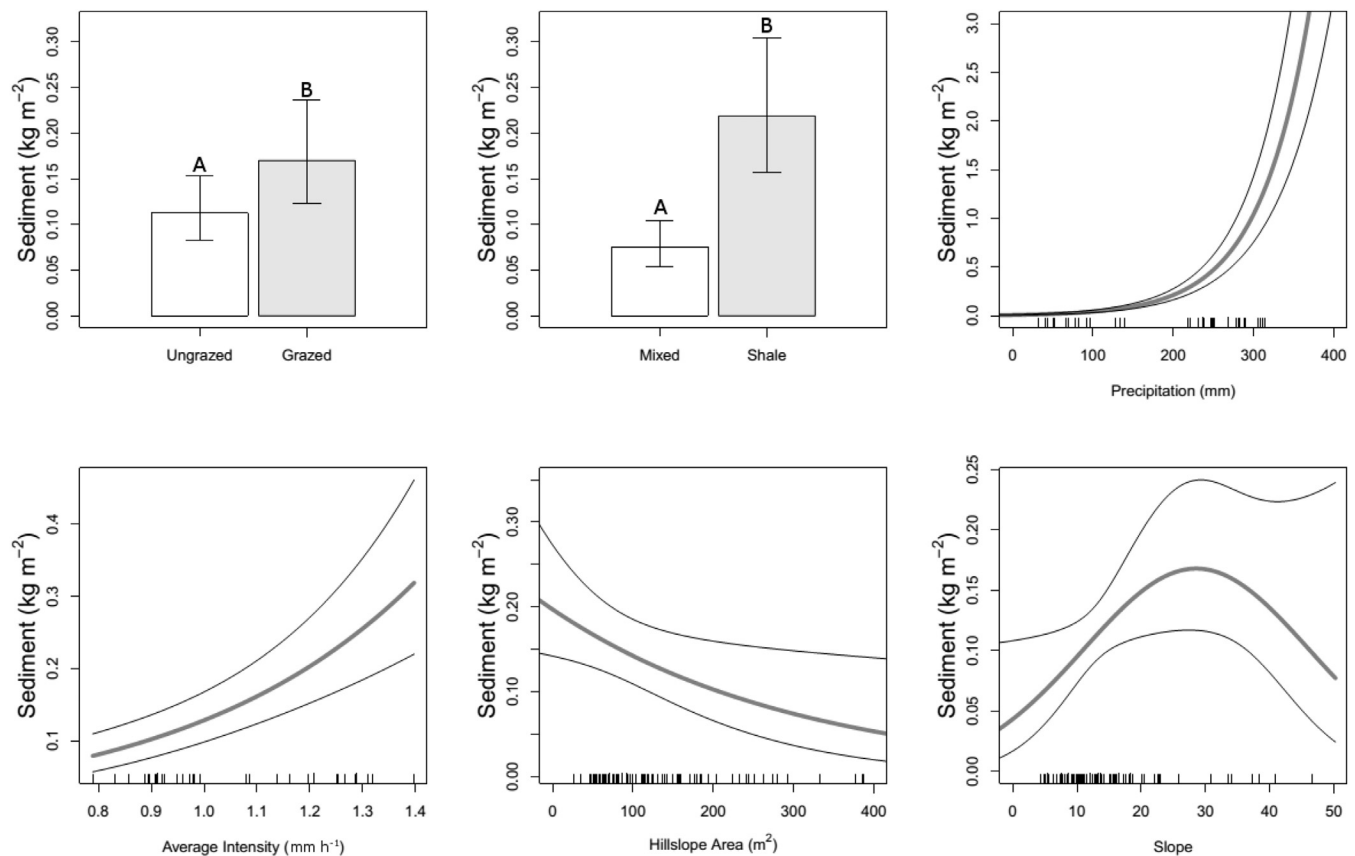 Sediment (kg m⁻²)
0.00 0.05 0.10 0.15 0.20 0.25 0.30
A
B
Ungrazed Grazed
Sediment (kg m⁻²)
0.00 0.05 0.10 0.15 0.20 0.25 0.30
A
B
Mixed Shale
Sediment (kg m⁻²)
0.0 0.5 1.0 1.5 2.0 2.5 3.0
0 100 200 300 400
Precipitation (mm)
Sediment (kg m⁻²)
0.1 0.2 0.3 0.4
0.8 0.9 1.0 1.1 1.2 1.3 1.4
Average Intensity (mm h⁻¹)
Sediment (kg m⁻²)
0.00 0.10 0.20 0.30
0 100 200 300 400
Hillslope Area (m²)
Sediment (kg m⁻²)
0.00 0.05 0.10 0.15 0.20 0.25
0 10 20 30 40 50
Slope